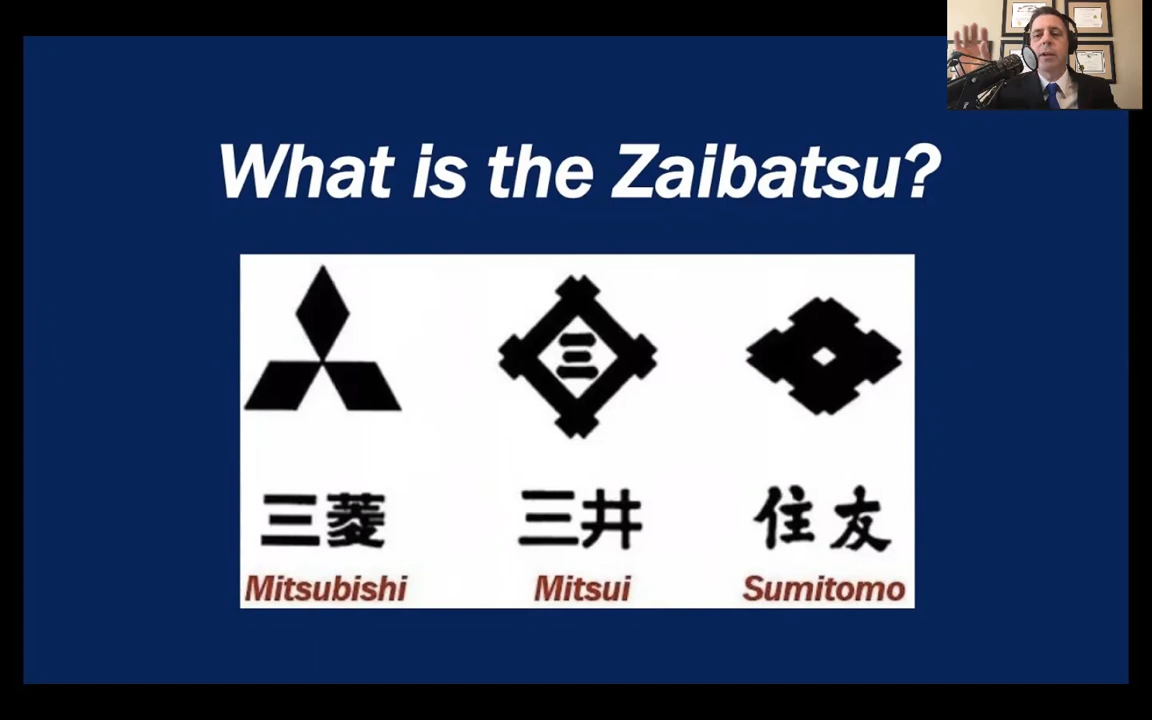 What is the Zaibatsu?
三
三菱 三井 住友
Mitsubishi Mitsui Sumitomo